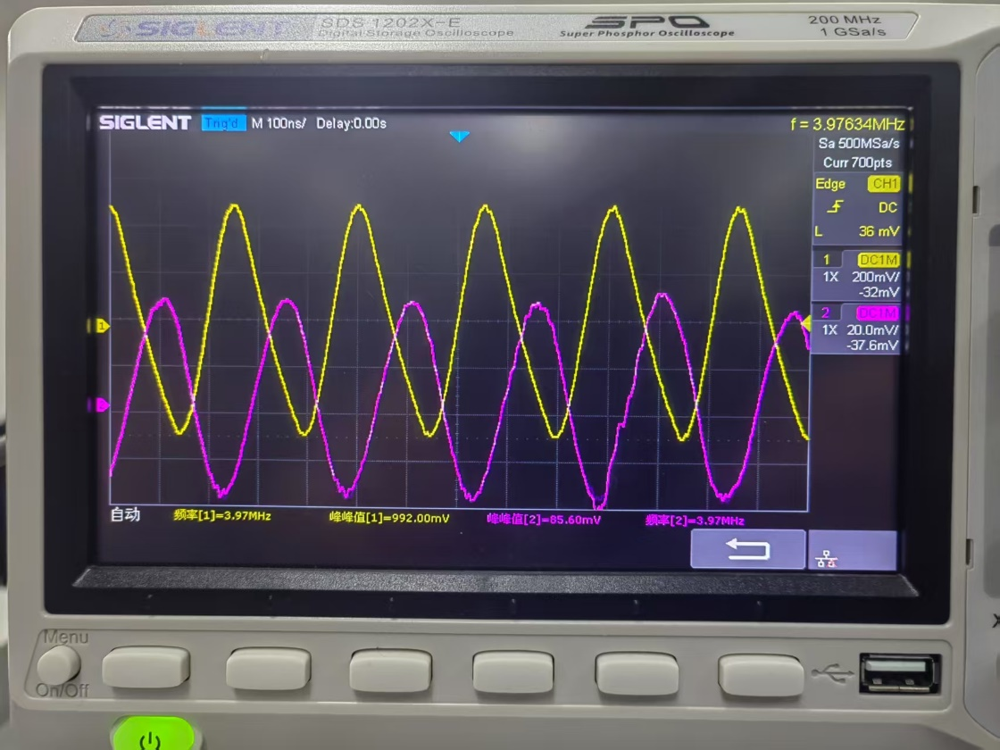 SIGLENT SDS 1202X-E SPO 200 MHz
Digital Storage Oscilloscope Super Phosphor Oscilloscope 1 GSa/s
SIGLENT Trig'd M 100ns/ Delay:0.00s f = 3.97634MHz
Sa 500MSa/s
Curr 700pts
Edge CH1
DC
L 36 mV
1 DC1M
1X 200mV/
-32mV
2 DC1M
1X 20.0mV/
-37.6mV
1
2
自动 频率[1]=3.97MHz 峰峰值[1]=992.00mV 峰峰值[2]=85.60mV 频率[2]=3.97MHz
Menu
On/Off
X